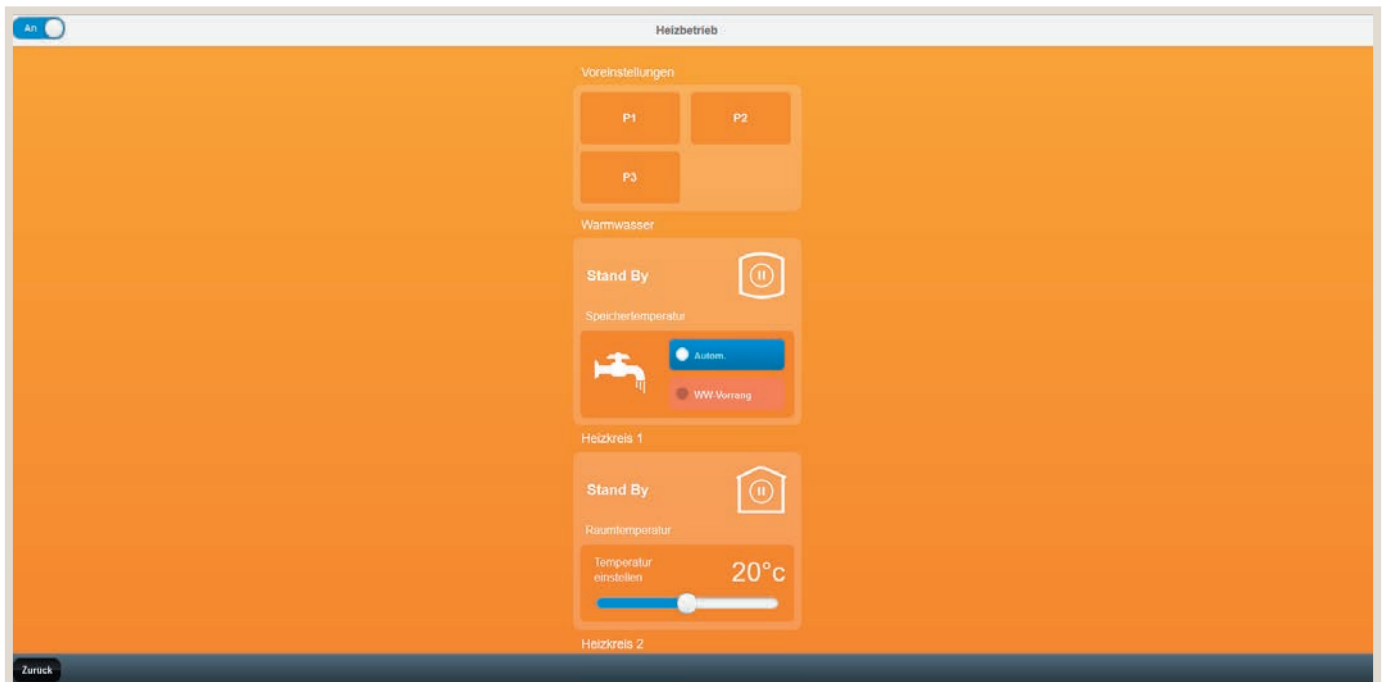 An
Heizbetrieb
Voreinstellungen
P1
P2
P3
Warmwasser
Stand By
Speichertemperatur
Autom.
WW-Vorrang
Heizkreis 1
Stand By
Raumtemperatur
Temperatur
einstellen
20°c
Heizkreis 2
Zurück